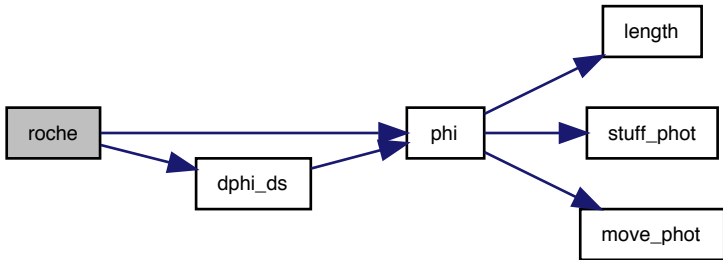 roche
dphi_ds
phi
length
stuff_phot
move_phot